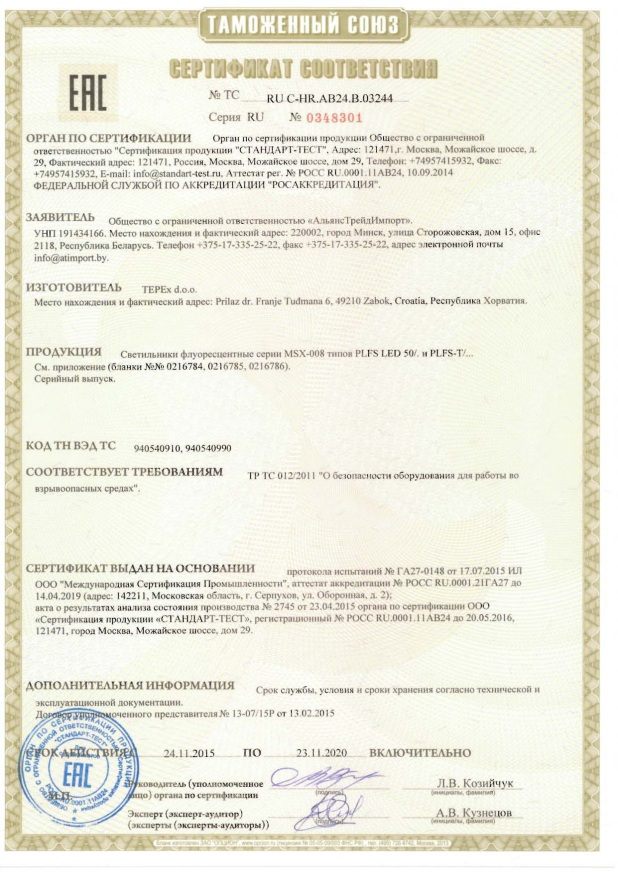 ТАМОЖЕННЫЙ СОЮЗ
СЕРТИФИКАТ СООТВЕТСТВИЯ
EAC
№ ТС RU C-HR.АВ24.В.03244
Серия RU № 0348301
ОРГАН ПО СЕРТИФИКАЦИИ Орган по сертификации продукции Общество с ограниченной
ответственностью "Сертификация продукции "СТАНДАРТ-ТЕСТ", Адрес: 121471,г. Москва, Можайское шоссе, д.
29, Фактический адрес: 121471, Россия, Москва, Можайское шоссе, дом 29, Телефон: +74957415932, Факс:
+74957415932, E-mail: info@standart-test.ru, Аттестат рег. № РОСС RU.0001.11АВ24, 10.09.2014
ФЕДЕРАЛЬНОЙ СЛУЖБОЙ ПО АККРЕДИТАЦИИ "РОСАККРЕДИТАЦИЯ".
ЗАЯВИТЕЛЬ Общество с ограниченной ответственностью «АльянсТрейдИмпорт».
УНП 191434166. Место нахождения и фактический адрес: 220002, город Минск, улица Сторожовская, дом 15, офис
2118, Республика Беларусь. Телефон +375-17-335-25-22, факс +375-17-335-25-22, адрес электронной почты
info@atimport.by.
ИЗГОТОВИТЕЛЬ TEPEx d.o.o.
Место нахождения и фактический адрес: Prilaz dr. Franje Tuđmana 6, 49210 Zabok, Croatia, Республика Хорватия.
ПРОДУКЦИЯ Светильники флуоресцентные серии MSX-008 типов PLFS LED 50/. и PLFS-T/...
См. приложение (бланки №№ 0216784, 0216785, 0216786).
Серийный выпуск.
КОД ТН ВЭД ТС 940540910, 940540990
СООТВЕТСТВУЕТ ТРЕБОВАНИЯМ ТР ТС 012/2011 "О безопасности оборудования для работы во
взрывоопасных средах".
СЕРТИФИКАТ ВЫДАН НА ОСНОВАНИИ протокола испытаний № ГА27-0148 от 17.07.2015 ИЛ
ООО "Международная Сертификация Промышленности", аттестат аккредитации № РОСС RU.0001.21ГА27 до
14.04.2019 (адрес: 142211, Московская область, г. Серпухов, ул. Оборонная, д. 2);
акта о результатах анализа состояния производства № 2745 от 23.04.2015 органа по сертификации ООО
«Сертификация продукции «СТАНДАРТ-ТЕСТ», регистрационный № РОСС RU.0001.11АВ24 до 20.05.2016,
121471, город Москва, Можайское шоссе, дом 29.
ДОПОЛНИТЕЛЬНАЯ ИНФОРМАЦИЯ Срок службы, условия и сроки хранения согласно технической и
эксплуатационной документации.
Договор уполномоченного представителя № 13-07/15Р от 13.02.2015
СРОК ДЕЙСТВИЯ С 24.11.2015 ПО 23.11.2020 ВКЛЮЧИТЕЛЬНО
EAC
М.П.
Руководитель (уполномоченное
лицо) органа по сертификации
(подпись)
Л.В. Козийчук
(инициалы, фамилия)
Эксперт (эксперт-аудитор)
(эксперты (эксперты-аудиторы))
(подпись)
А.В. Кузнецов
(инициалы, фамилия)